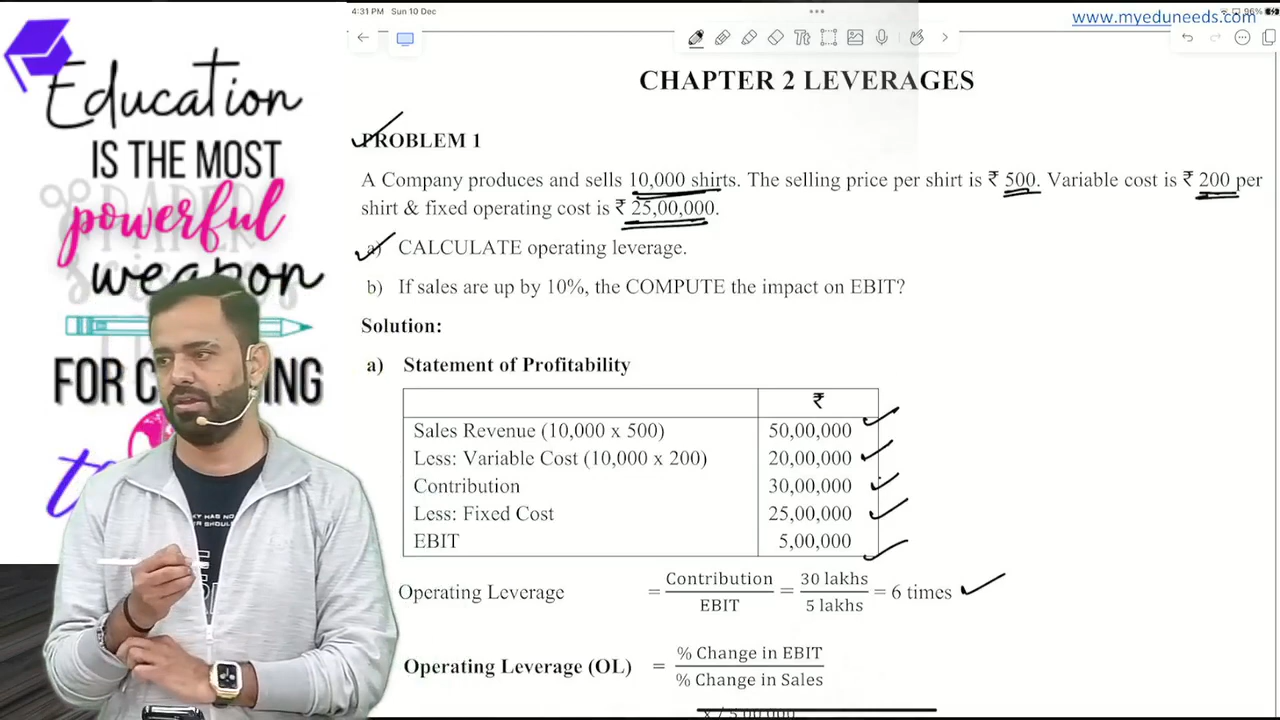 4:31 PM Sun 10 Dec
96%
www.myeduneeds.com
Education
IS THE MOST
powerful
weapon
FOR
CHAPTER 2 LEVERAGES
PROBLEM 1
A Company produces and sells 10,000 shirts. The selling price per shirt is ₹ 500. Variable cost is ₹ 200 per
shirt & fixed operating cost is ₹ 25,00,000.
a) CALCULATE operating leverage.
b) If sales are up by 10%, the COMPUTE the impact on EBIT?
Solution:
a) Statement of Profitability
₹
Sales Revenue (10,000 x 500) 50,00,000
Less: Variable Cost (10,000 x 200) 20,00,000
Contribution 30,00,000
Less: Fixed Cost 25,00,000
EBIT 5,00,000
Operating Leverage = Contribution / EBIT = 30 lakhs / 5 lakhs = 6 times
Operating Leverage (OL) = % Change in EBIT / % Change in Sales